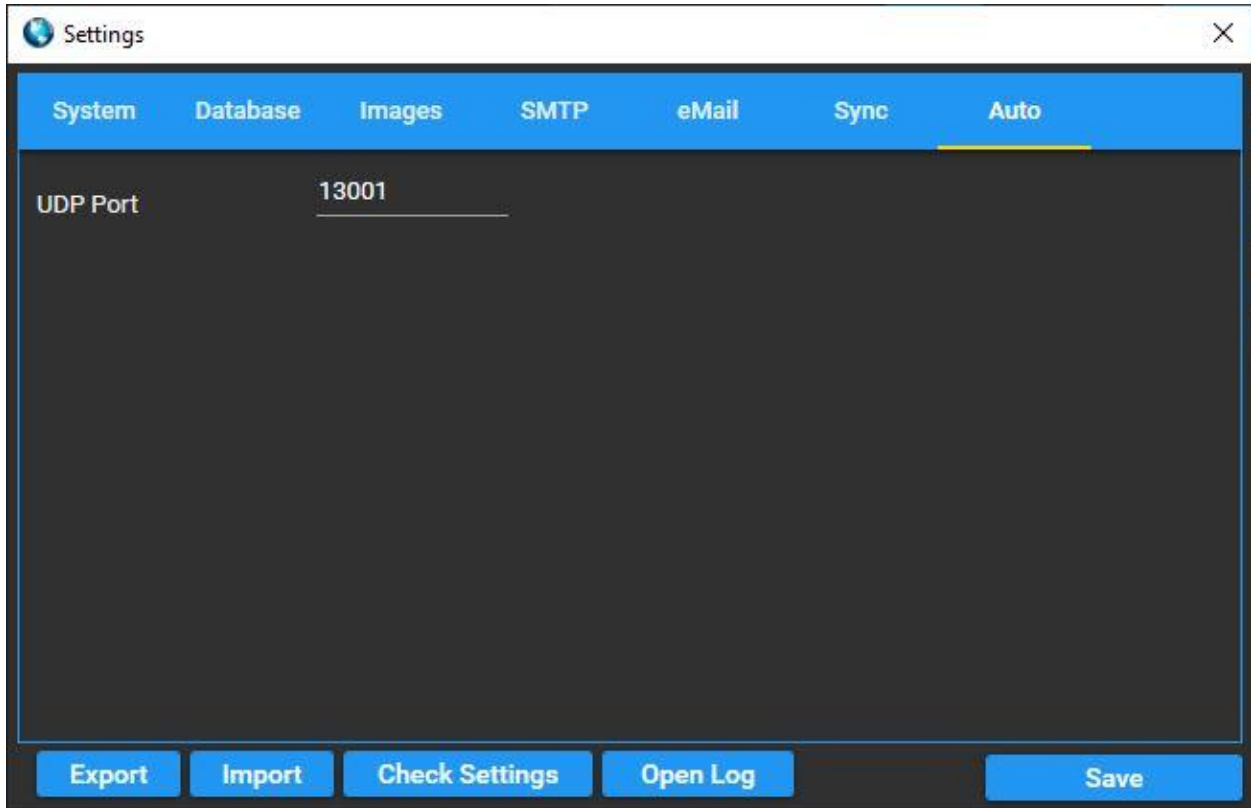 Settings
System Database Images SMTP eMail Sync Auto
UDP Port 13001
Export Import Check Settings Open Log Save